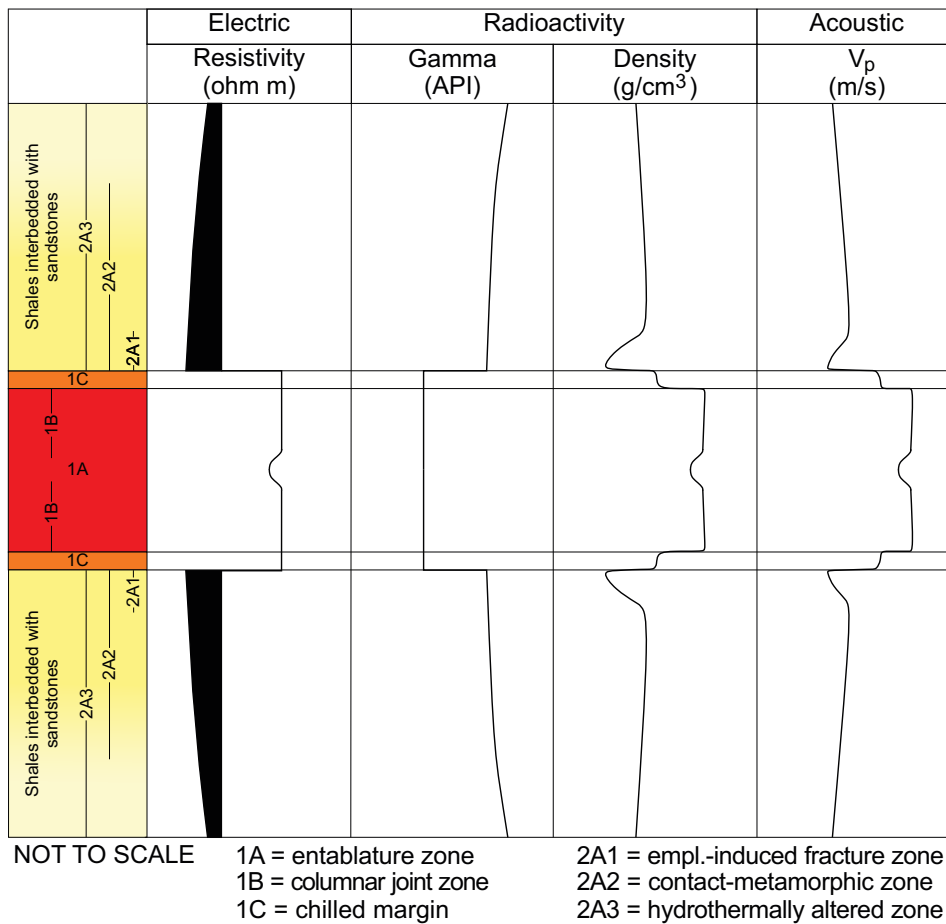 Electric
Radioactivity
Acoustic
Resistivity
(ohm m)
Gamma
(API)
Density
(g/cm³)
Vp
(m/s)
Shales interbedded with
sandstones
2A3
2A2
2A1
1C
1B
1A
1B
1C
Shales interbedded with
sandstones
2A3
2A2
2A1
NOT TO SCALE
1A = entablature zone
1B = columnar joint zone
1C = chilled margin
2A1 = empl.-induced fracture zone
2A2 = contact-metamorphic zone
2A3 = hydrothermally altered zone